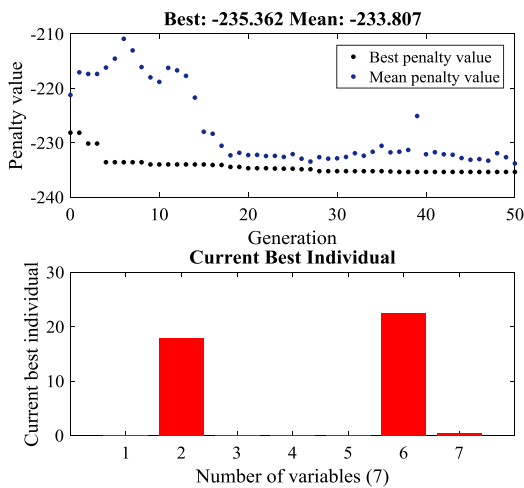 Best: -235.362 Mean: -233.807
-210
-220
-230
-240
Penalty value
Best penalty value
Mean penalty value
0 10 20 30 40 50
Generation
Current Best Individual
30
20
10
0
Current best individual
1 2 3 4 5 6 7
Number of variables (7)